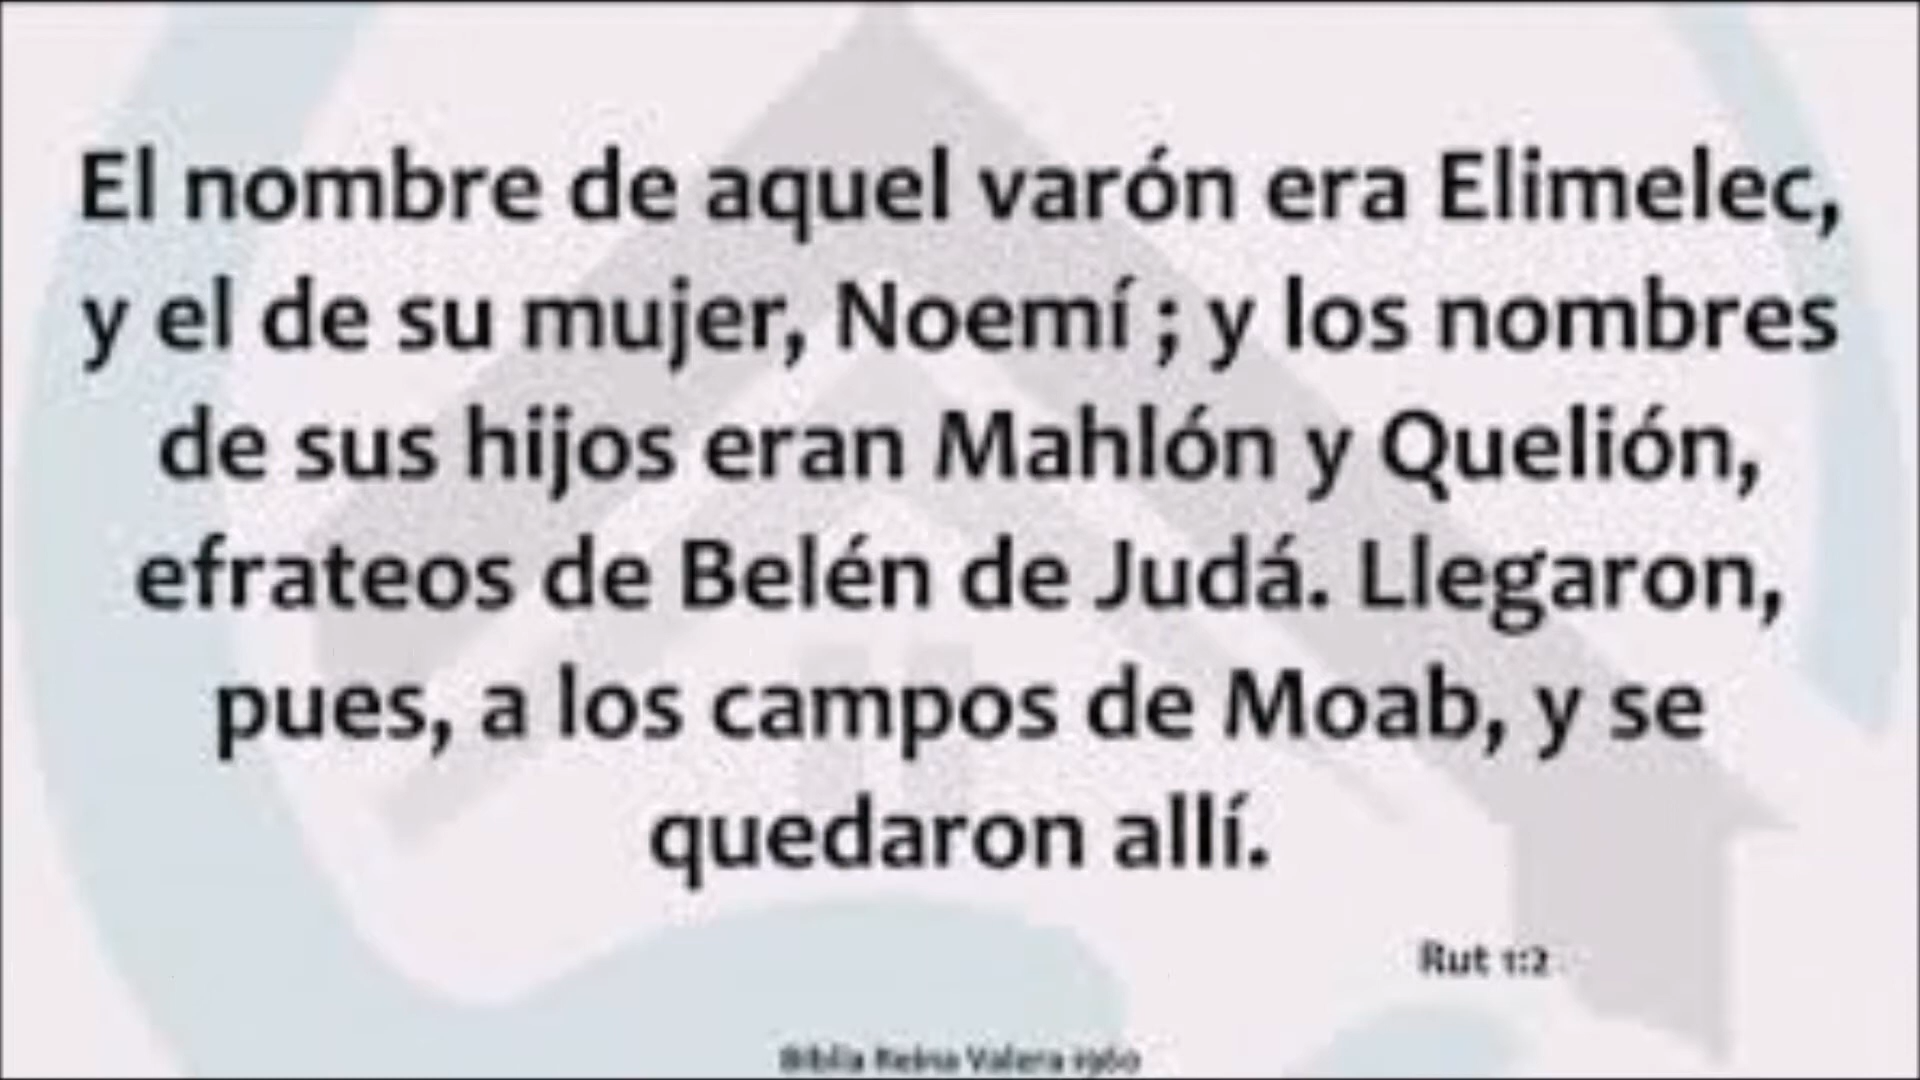 El nombre de aquel varón era Elimelec,
y el de su mujer, Noemí ; y los nombres
de sus hijos eran Mahlón y Quelión,
efrateos de Belén de Judá. Llegaron,
pues, a los campos de Moab, y se
quedaron allí.
Rut 1:2
Biblia Reina Valera 1960